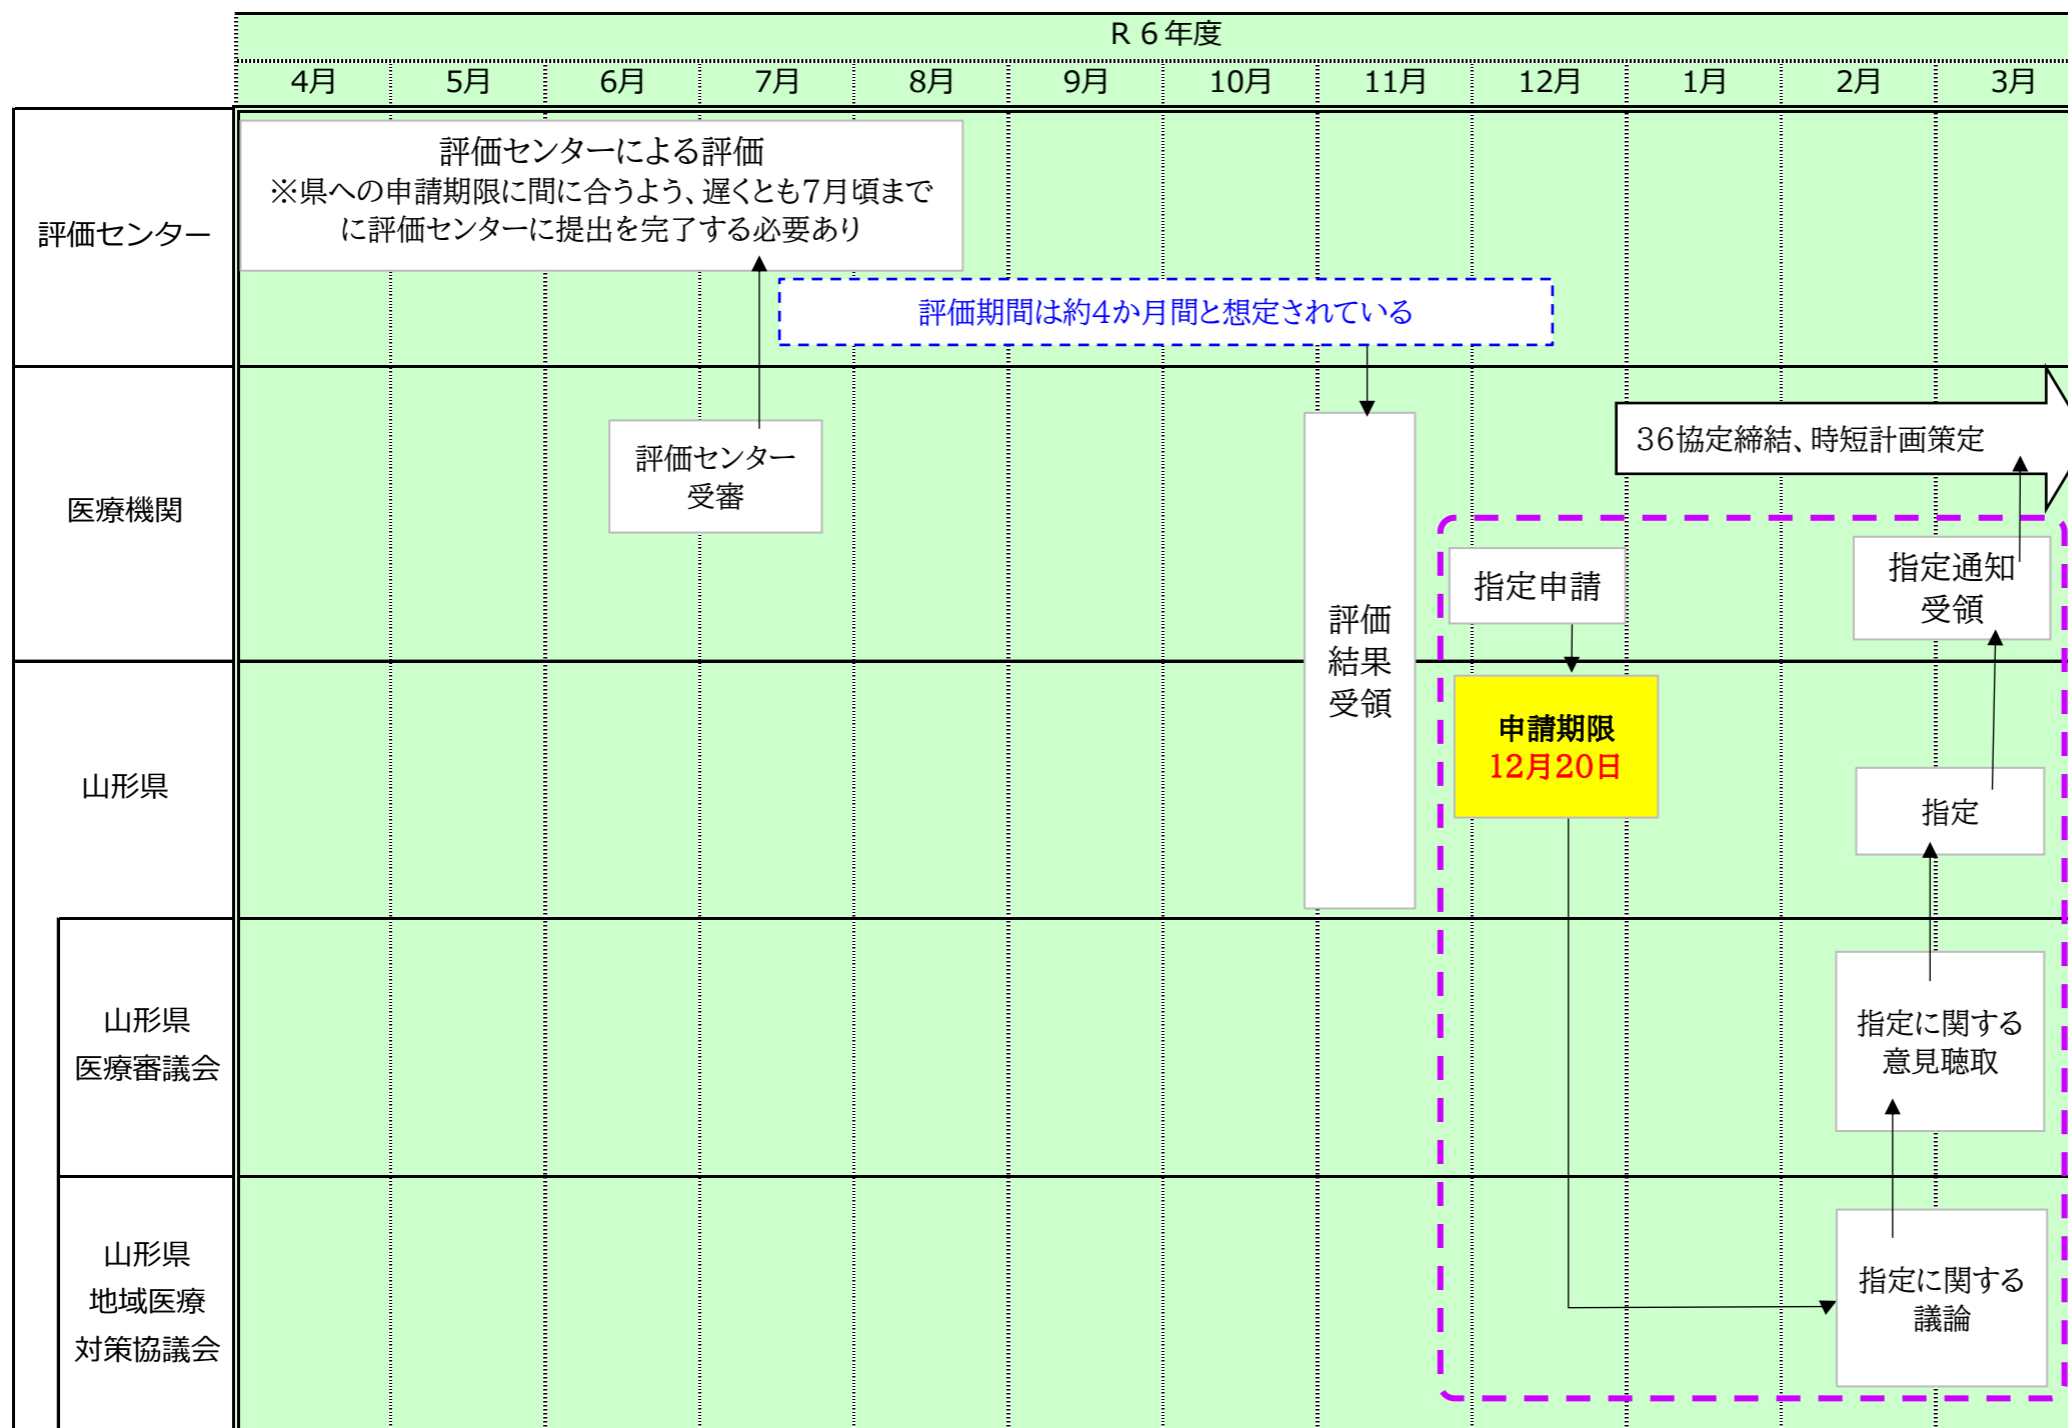 R６年度
4月 5月 6月 7月 8月 9月 10月 11月 12月 1月 2月 3月
評価センター
評価センターによる評価
※県への申請期限に間に合うよう、遅くとも7月頃まで
に評価センターに提出を完了する必要あり
評価期間は約4か月間と想定されている
医療機関
評価センター
受審
評価
結果
受領
36協定締結、時短計画策定
指定申請
指定通知
受領
山形県
申請期限
12月20日
指定
山形県
医療審議会
指定に関する
意見聴取
山形県
地域医療
対策協議会
指定に関する
議論